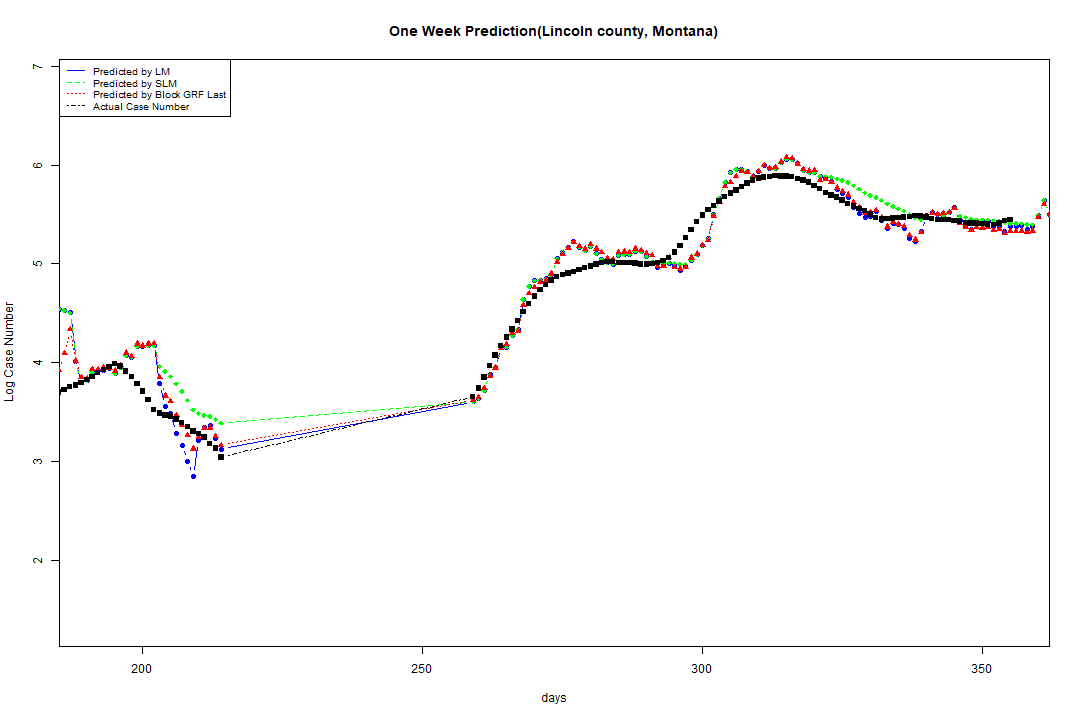 One Week Prediction(Lincoln county, Montana)
Predicted by LM
Predicted by SLM
Predicted by Block GRF Last
Actual Case Number
7
6
5
4
3
2
Log Case Number
200
250
300
350
days